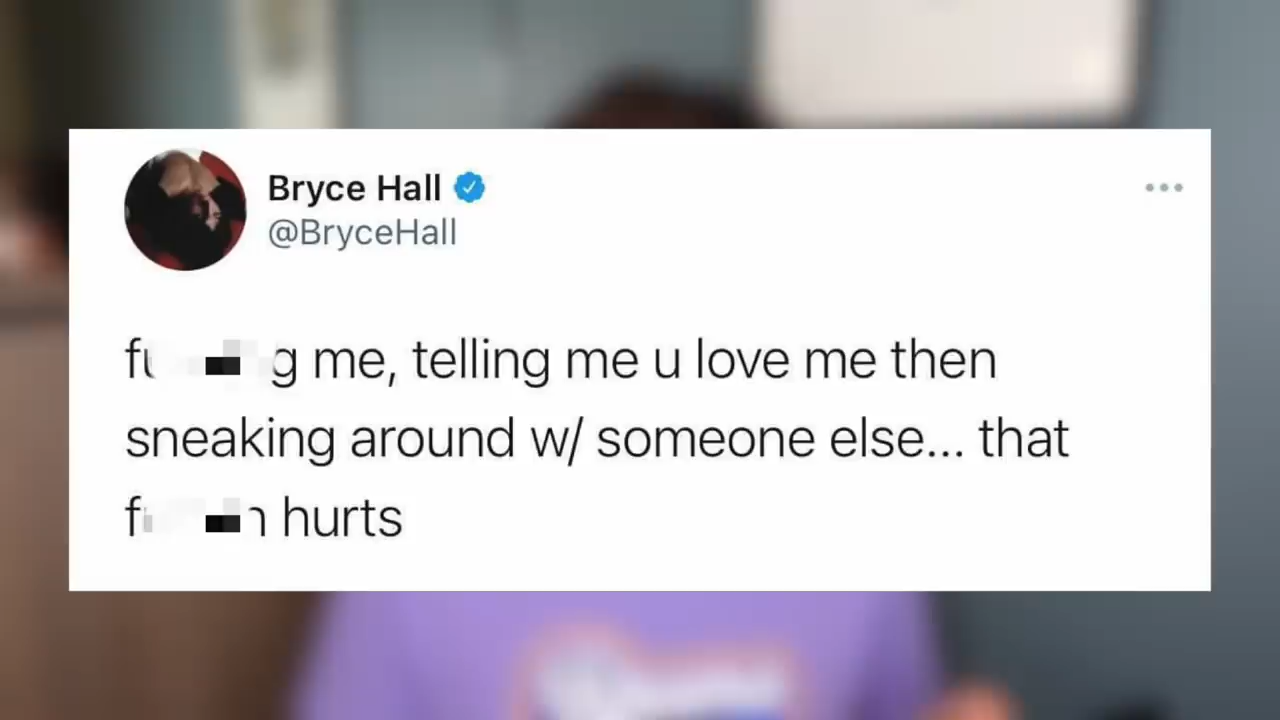 Bryce Hall
@BryceHall
me, telling me u love me then
sneaking around w/ someone else... that
hurts